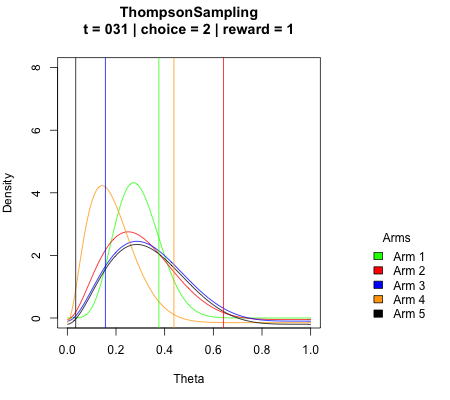 ThompsonSampling
t = 031 | choice = 2 | reward = 1
8
6
4
2
0
Density
0.0 0.2 0.4 0.6 0.8 1.0
Theta
Arms
Arm 1
Arm 2
Arm 3
Arm 4
Arm 5